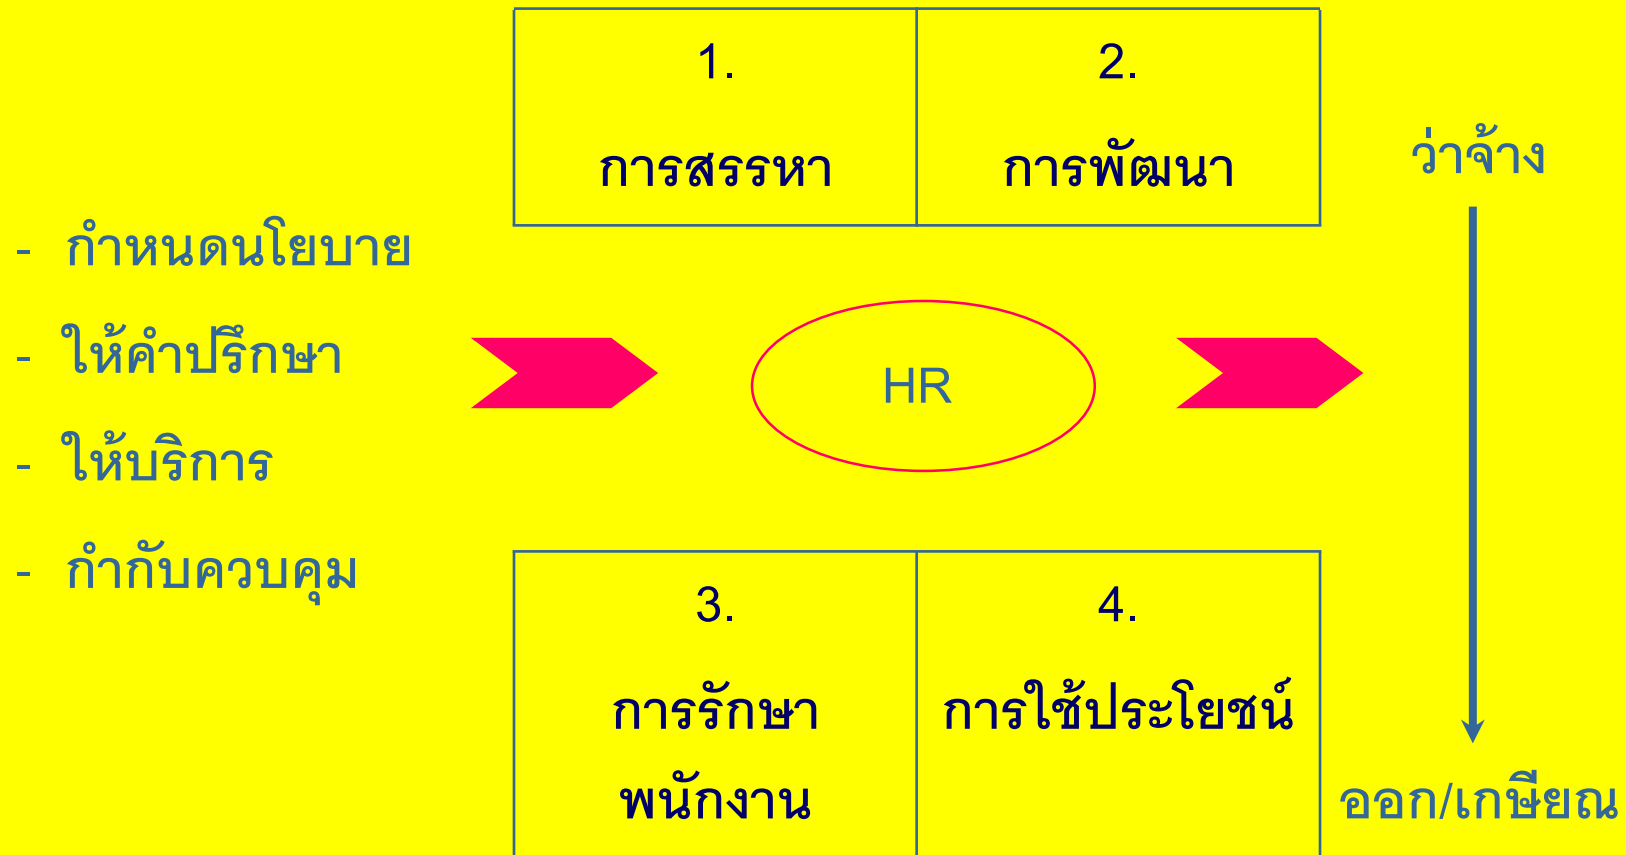 - กำหนดนโยบาย
- ให้คำปรึกษา
- ให้บริการ
- กำกับควบคุม
1.
การสรรหา
2.
การพัฒนา
HR
3.
การรักษา
พนักงาน
4.
การใช้ประโยชน์
ว่าจ้าง
ออก/เกษียณ